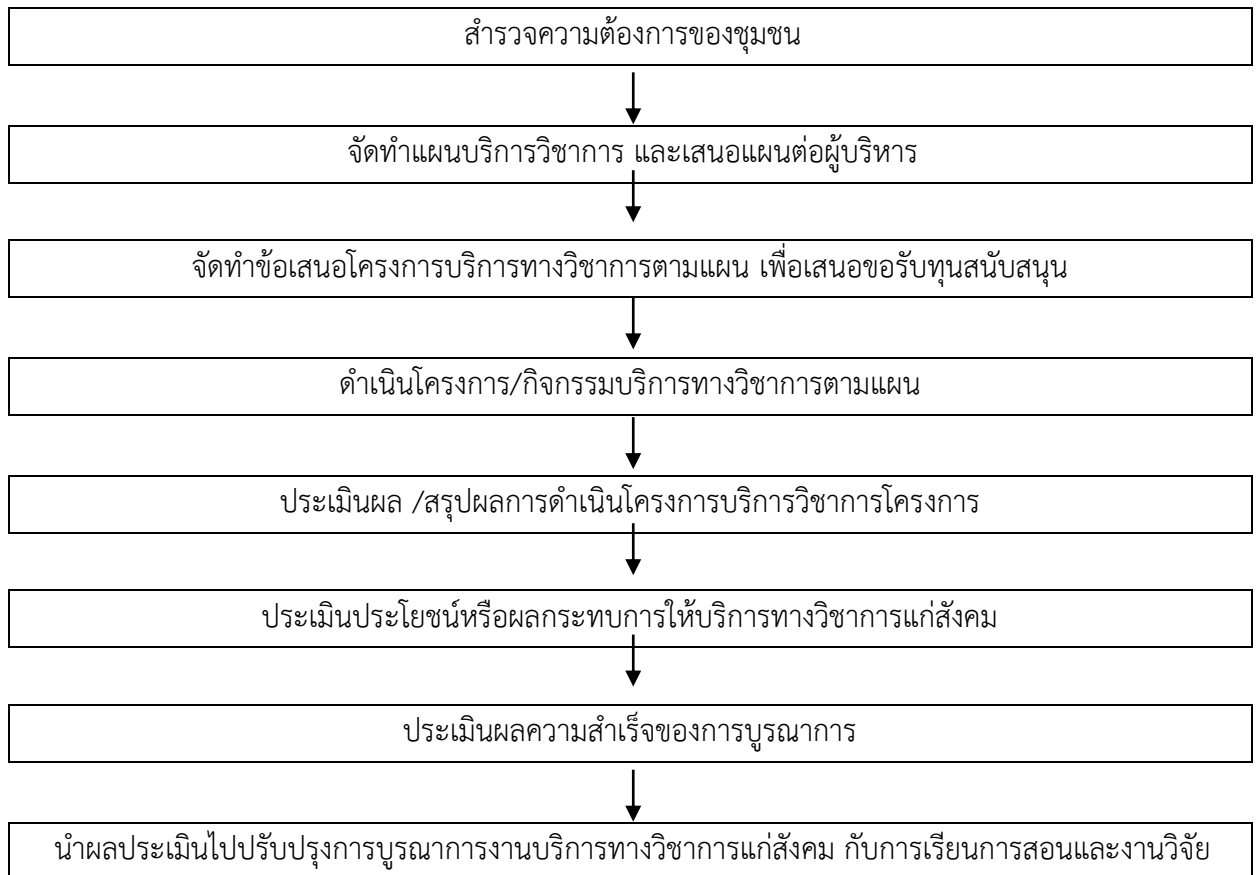 สำรวจความต้องการของชุมชน
จัดทำแผนบริการวิชาการ และเสนอแผนต่อผู้บริหาร
จัดทำข้อเสนอโครงการบริการทางวิชาการตามแผน เพื่อเสนอขอรับทุนสนับสนุน
ดำเนินโครงการ/กิจกรรมบริการทางวิชาการตามแผน
ประเมินผล /สรุปผลการดำเนินโครงการบริการวิชาการโครงการ
ประเมินประโยชน์หรือผลกระทบการให้บริการทางวิชาการแก่สังคม
ประเมินผลความสำเร็จของการบูรณาการ
นำผลประเมินไปปรับปรุงการบูรณาการงานบริการทางวิชาการแก่สังคม กับการเรียนการสอนและงานวิจัย